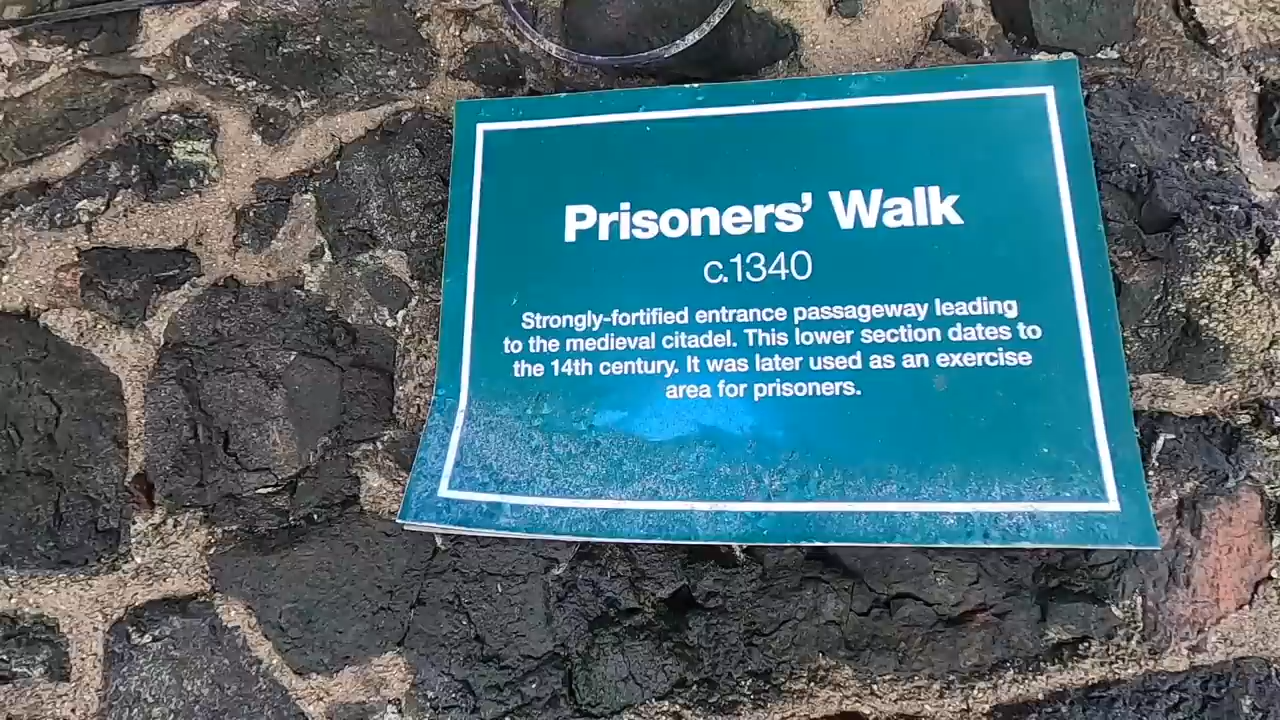 Prisoners’ Walk
c.1340
Strongly-fortified entrance passageway leading
to the medieval citadel. This lower section dates to
the 14th century. It was later used as an exercise
area for prisoners.